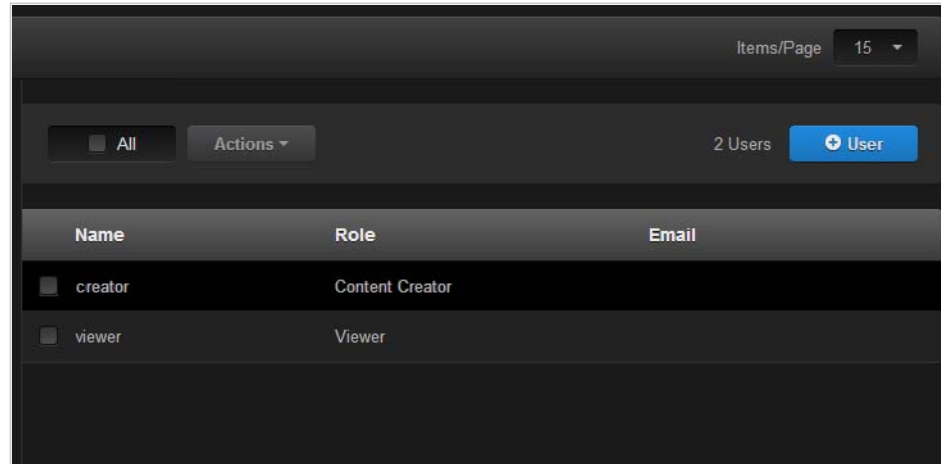 Items/Page 15
All Actions 2 Users User
Name Role Email
creator Content Creator
viewer Viewer